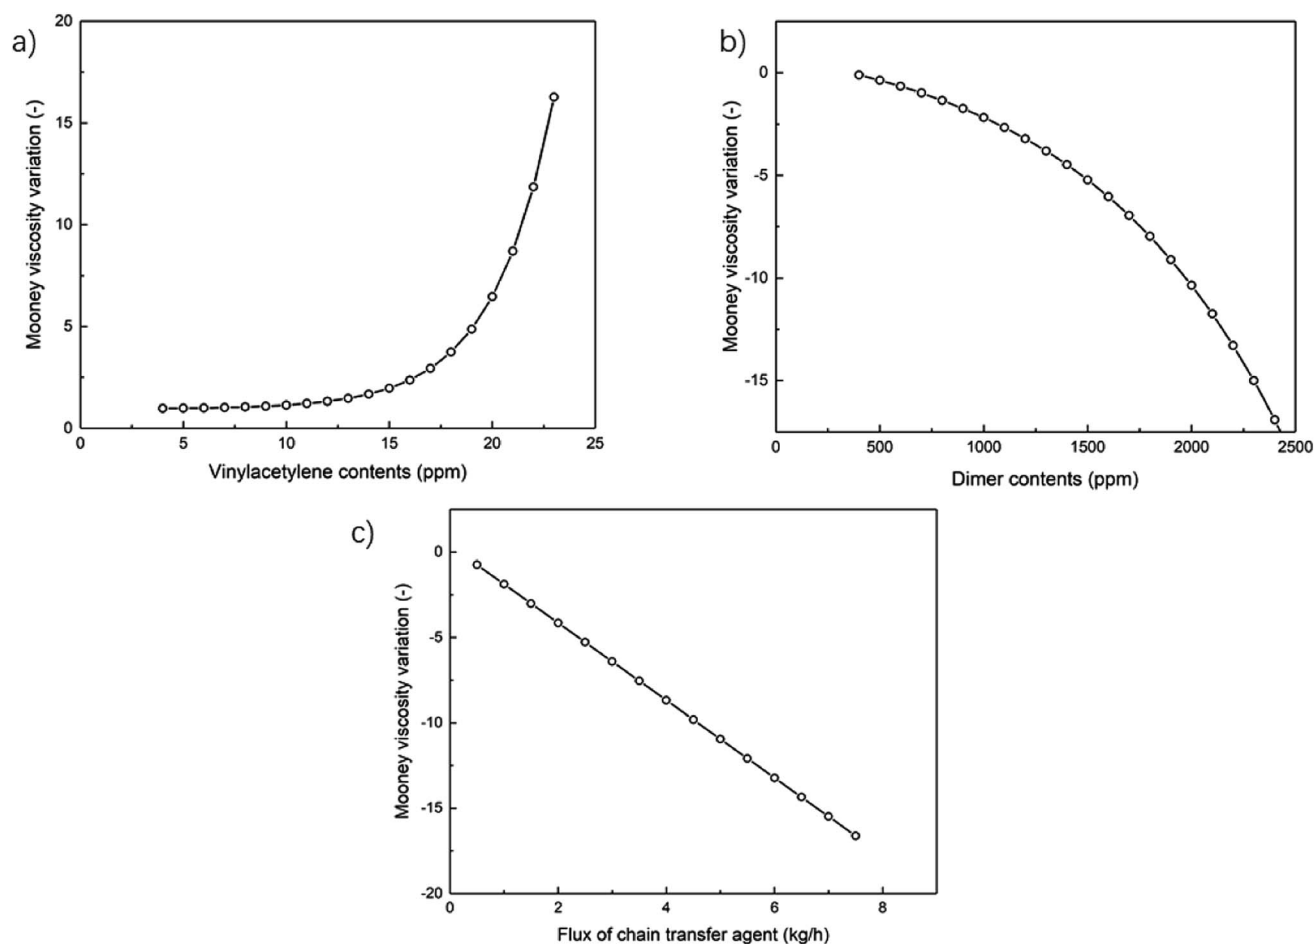 a)
Mooney viscosity variation (-)
20
15
10
5
0
0 5 10 15 20 25
Vinylacetylene contents (ppm)
b)
Mooney viscosity variation (-)
0
-5
-10
-15
0 500 1000 1500 2000 2500
Dimer contents (ppm)
c)
Mooney viscosity variation (-)
0
-5
-10
-15
-20
0 2 4 6 8
Flux of chain transfer agent (kg/h)